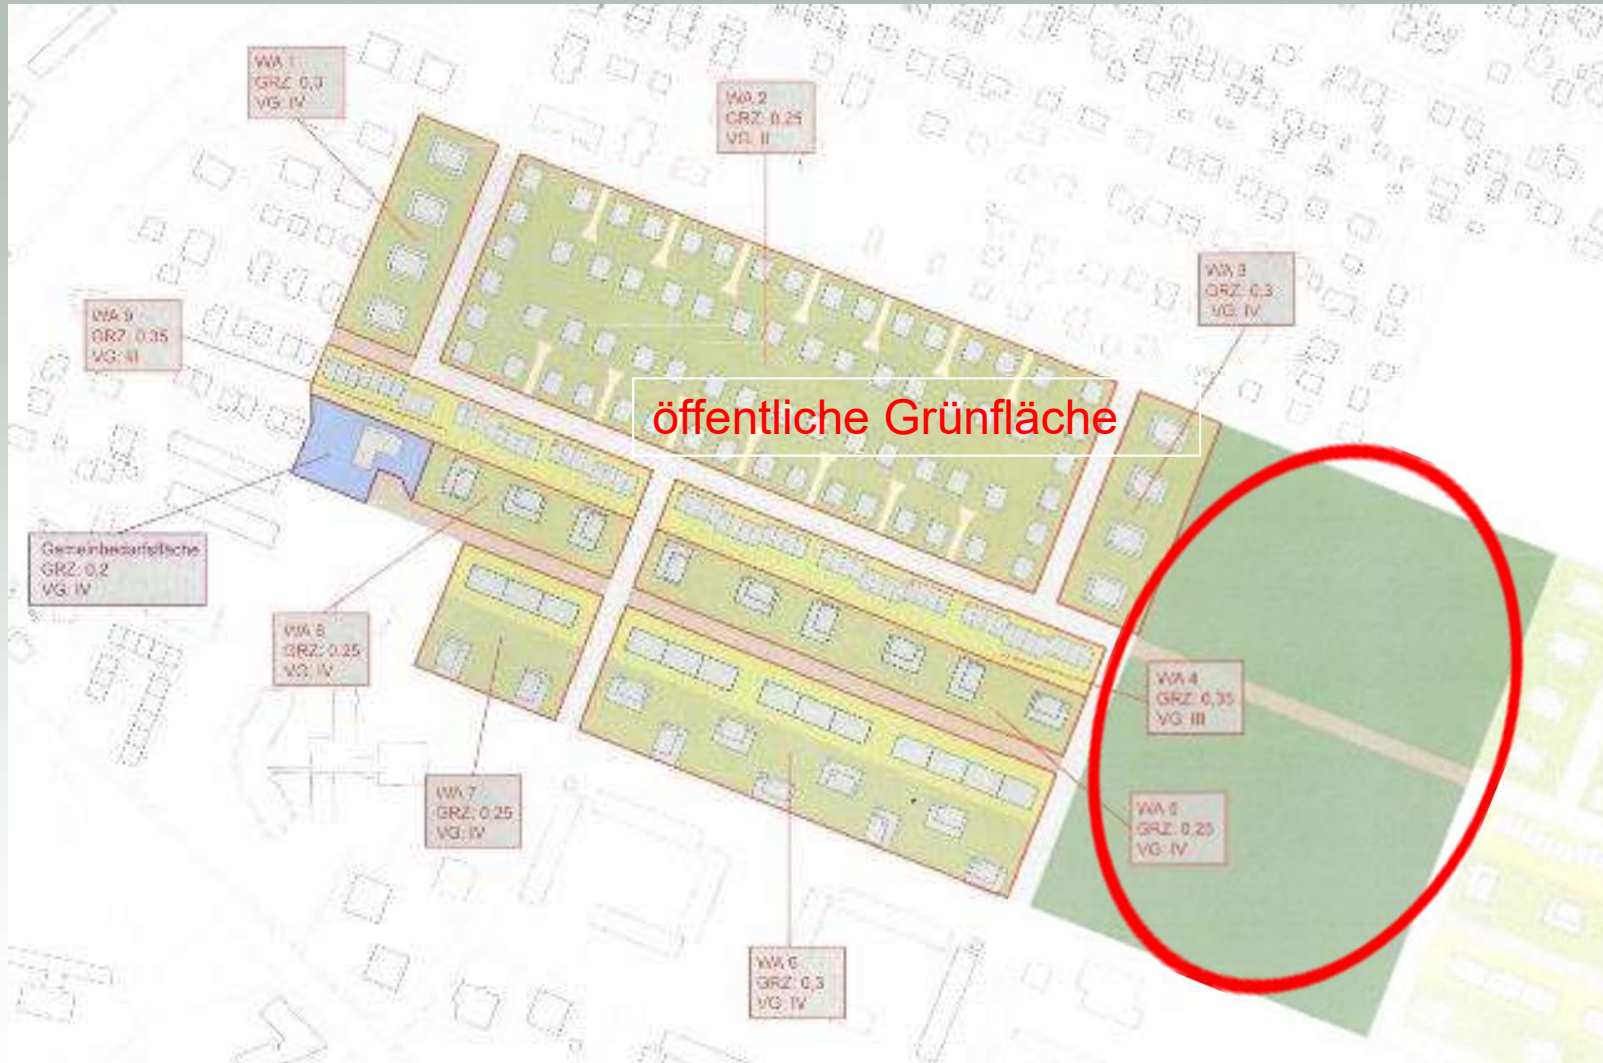 WA 1
GRZ: 0,3
VG: IV
WA 2
GRZ: 0,25
VG: II
WA 3
GRZ: 0,3
VG: IV
WA 9
GRZ: 0,35
VG: III
öffentliche Grünfläche
Gemeinbedarfsfläche
GRZ: 0,2
VG: IV
WA 8
GRZ: 0,25
VG: IV
WA 4
GRZ: 0,35
VG: III
WA 7
GRZ: 0,25
VG: IV
WA 5
GRZ: 0,25
VG: IV
WA 6
GRZ: 0,3
VG: IV